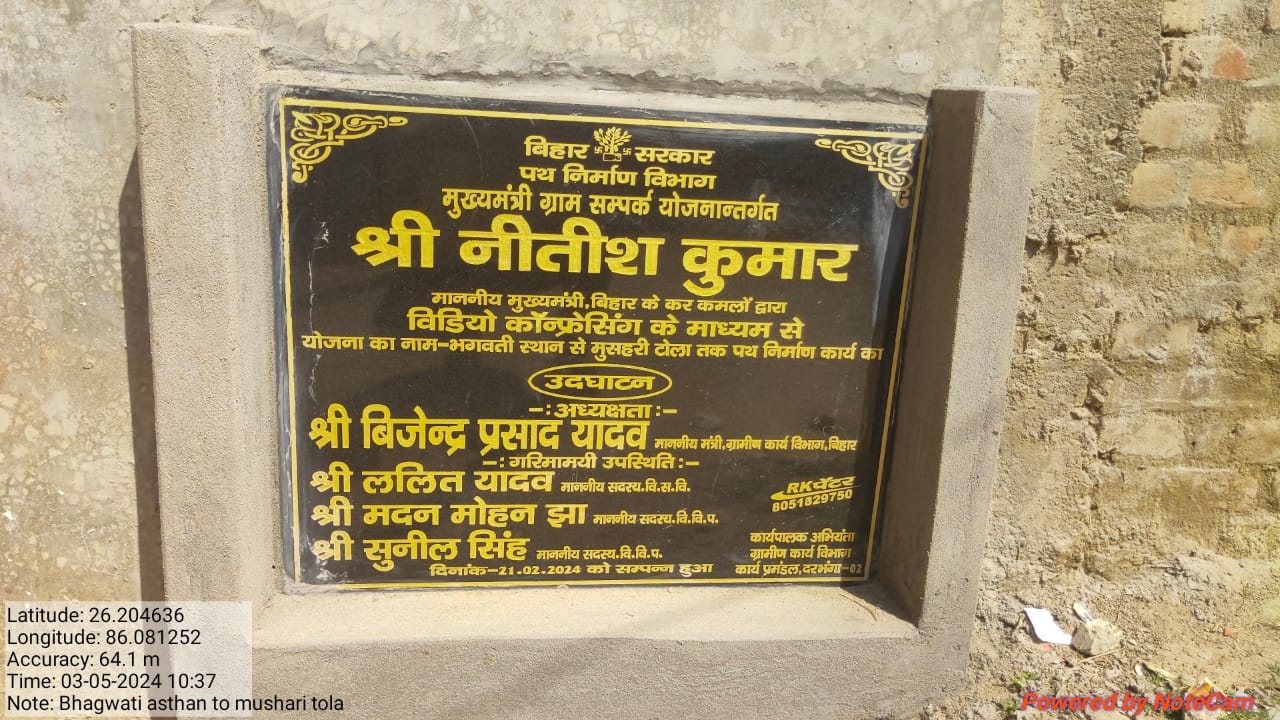 बिहार सरकार
पथ निर्माण विभाग
मुख्यमंत्री ग्राम सम्पर्क योजनान्तर्गत
श्री नीतीश कुमार
माननीय मुख्यमंत्री,बिहार के कर कमलों द्वारा
विडियो कॉन्फ्रेसिंग के माध्यम से
योजना का नाम-भगवती स्थान से मुसहरी टोला तक पथ निर्माण कार्य का
उदघाटन
-:अध्यक्षता:-
श्री बिजेन्द्र प्रसाद यादव माननीय मंत्री,ग्रामीण कार्य विभाग,बिहार
-:गरिमामयी उपस्थिति:-
श्री ललित यादव माननीय सदस्य.वि.स.वि.
श्री मदन मोहन झा माननीय सदस्य.वि.वि.प.
श्री सुनील सिंह माननीय सदस्य.वि.वि.प.
दिनांक-21.02.2024 को सम्पन्न हुआ
RK पेंटर
8051829750
कार्यपालक अभियंता
ग्रामीण कार्य विभाग
कार्य प्रमंडल,दरभंगा-02
Latitude: 26.204636
Longitude: 86.081252
Accuracy: 64.1 m
Time: 03-05-2024 10:37
Note: Bhagwati asthan to mushari tola
Powered by NoteCam